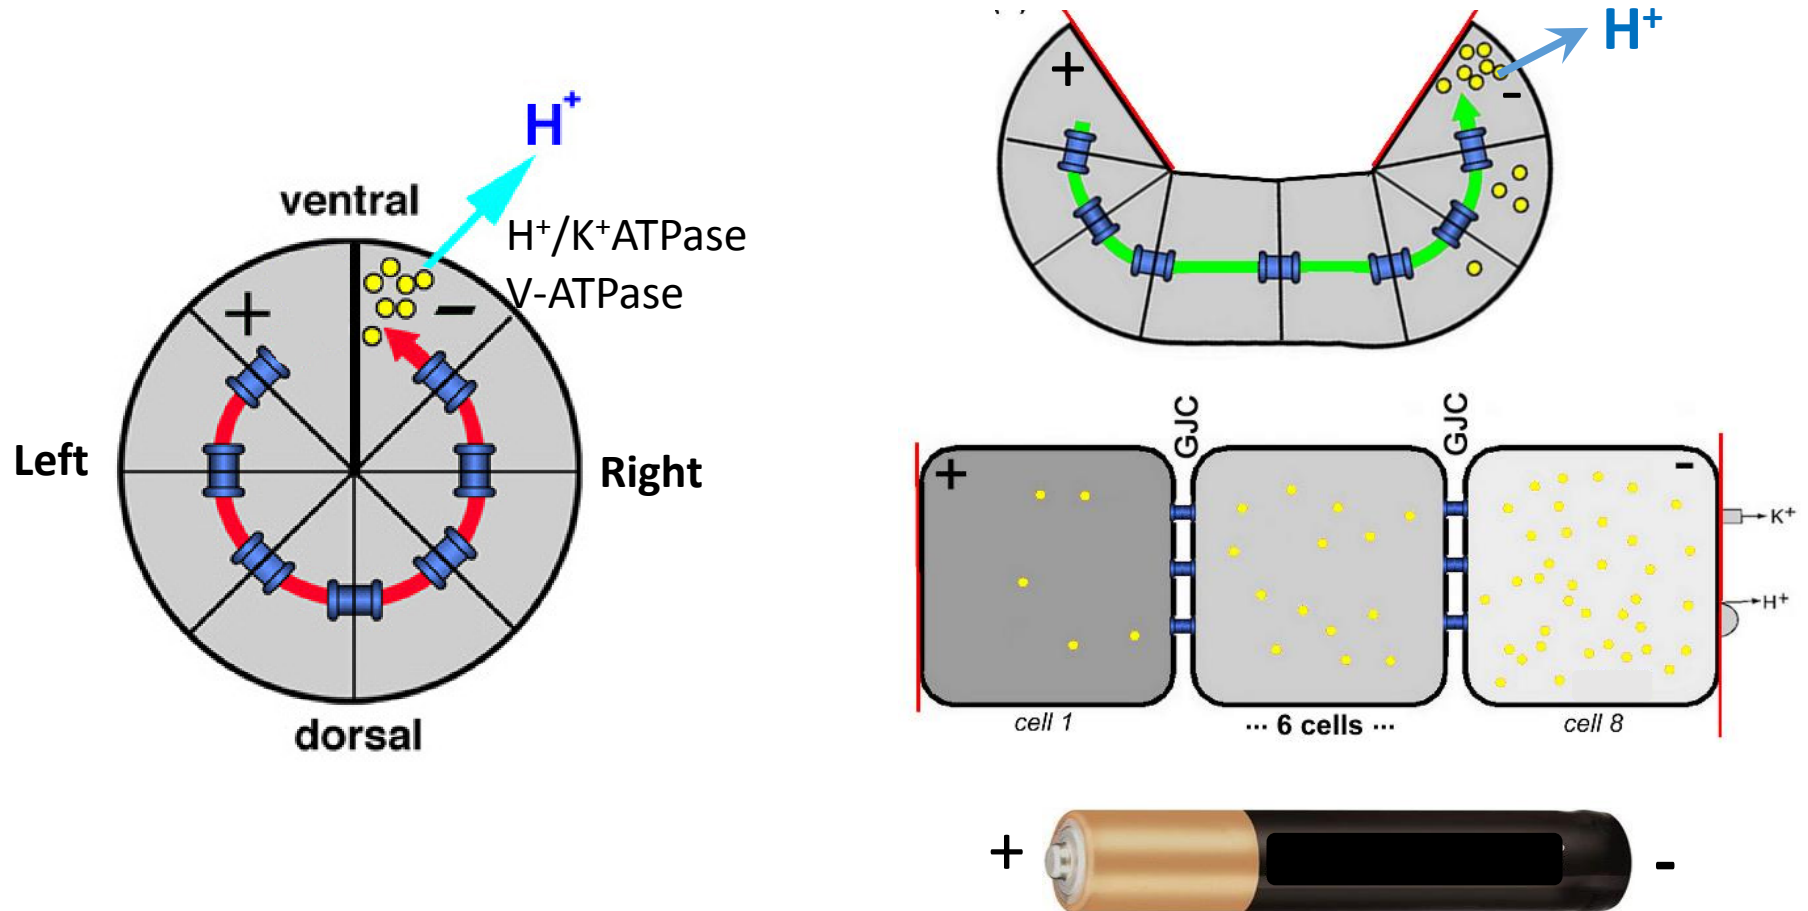 H⁺
ventral
H⁺/K⁺ATPase
V-ATPase
+
-
Left
Right
dorsal
H⁺
+
-
GJC
GJC
+
-
K⁺
H⁺
cell 1
... 6 cells ...
cell 8
+
-